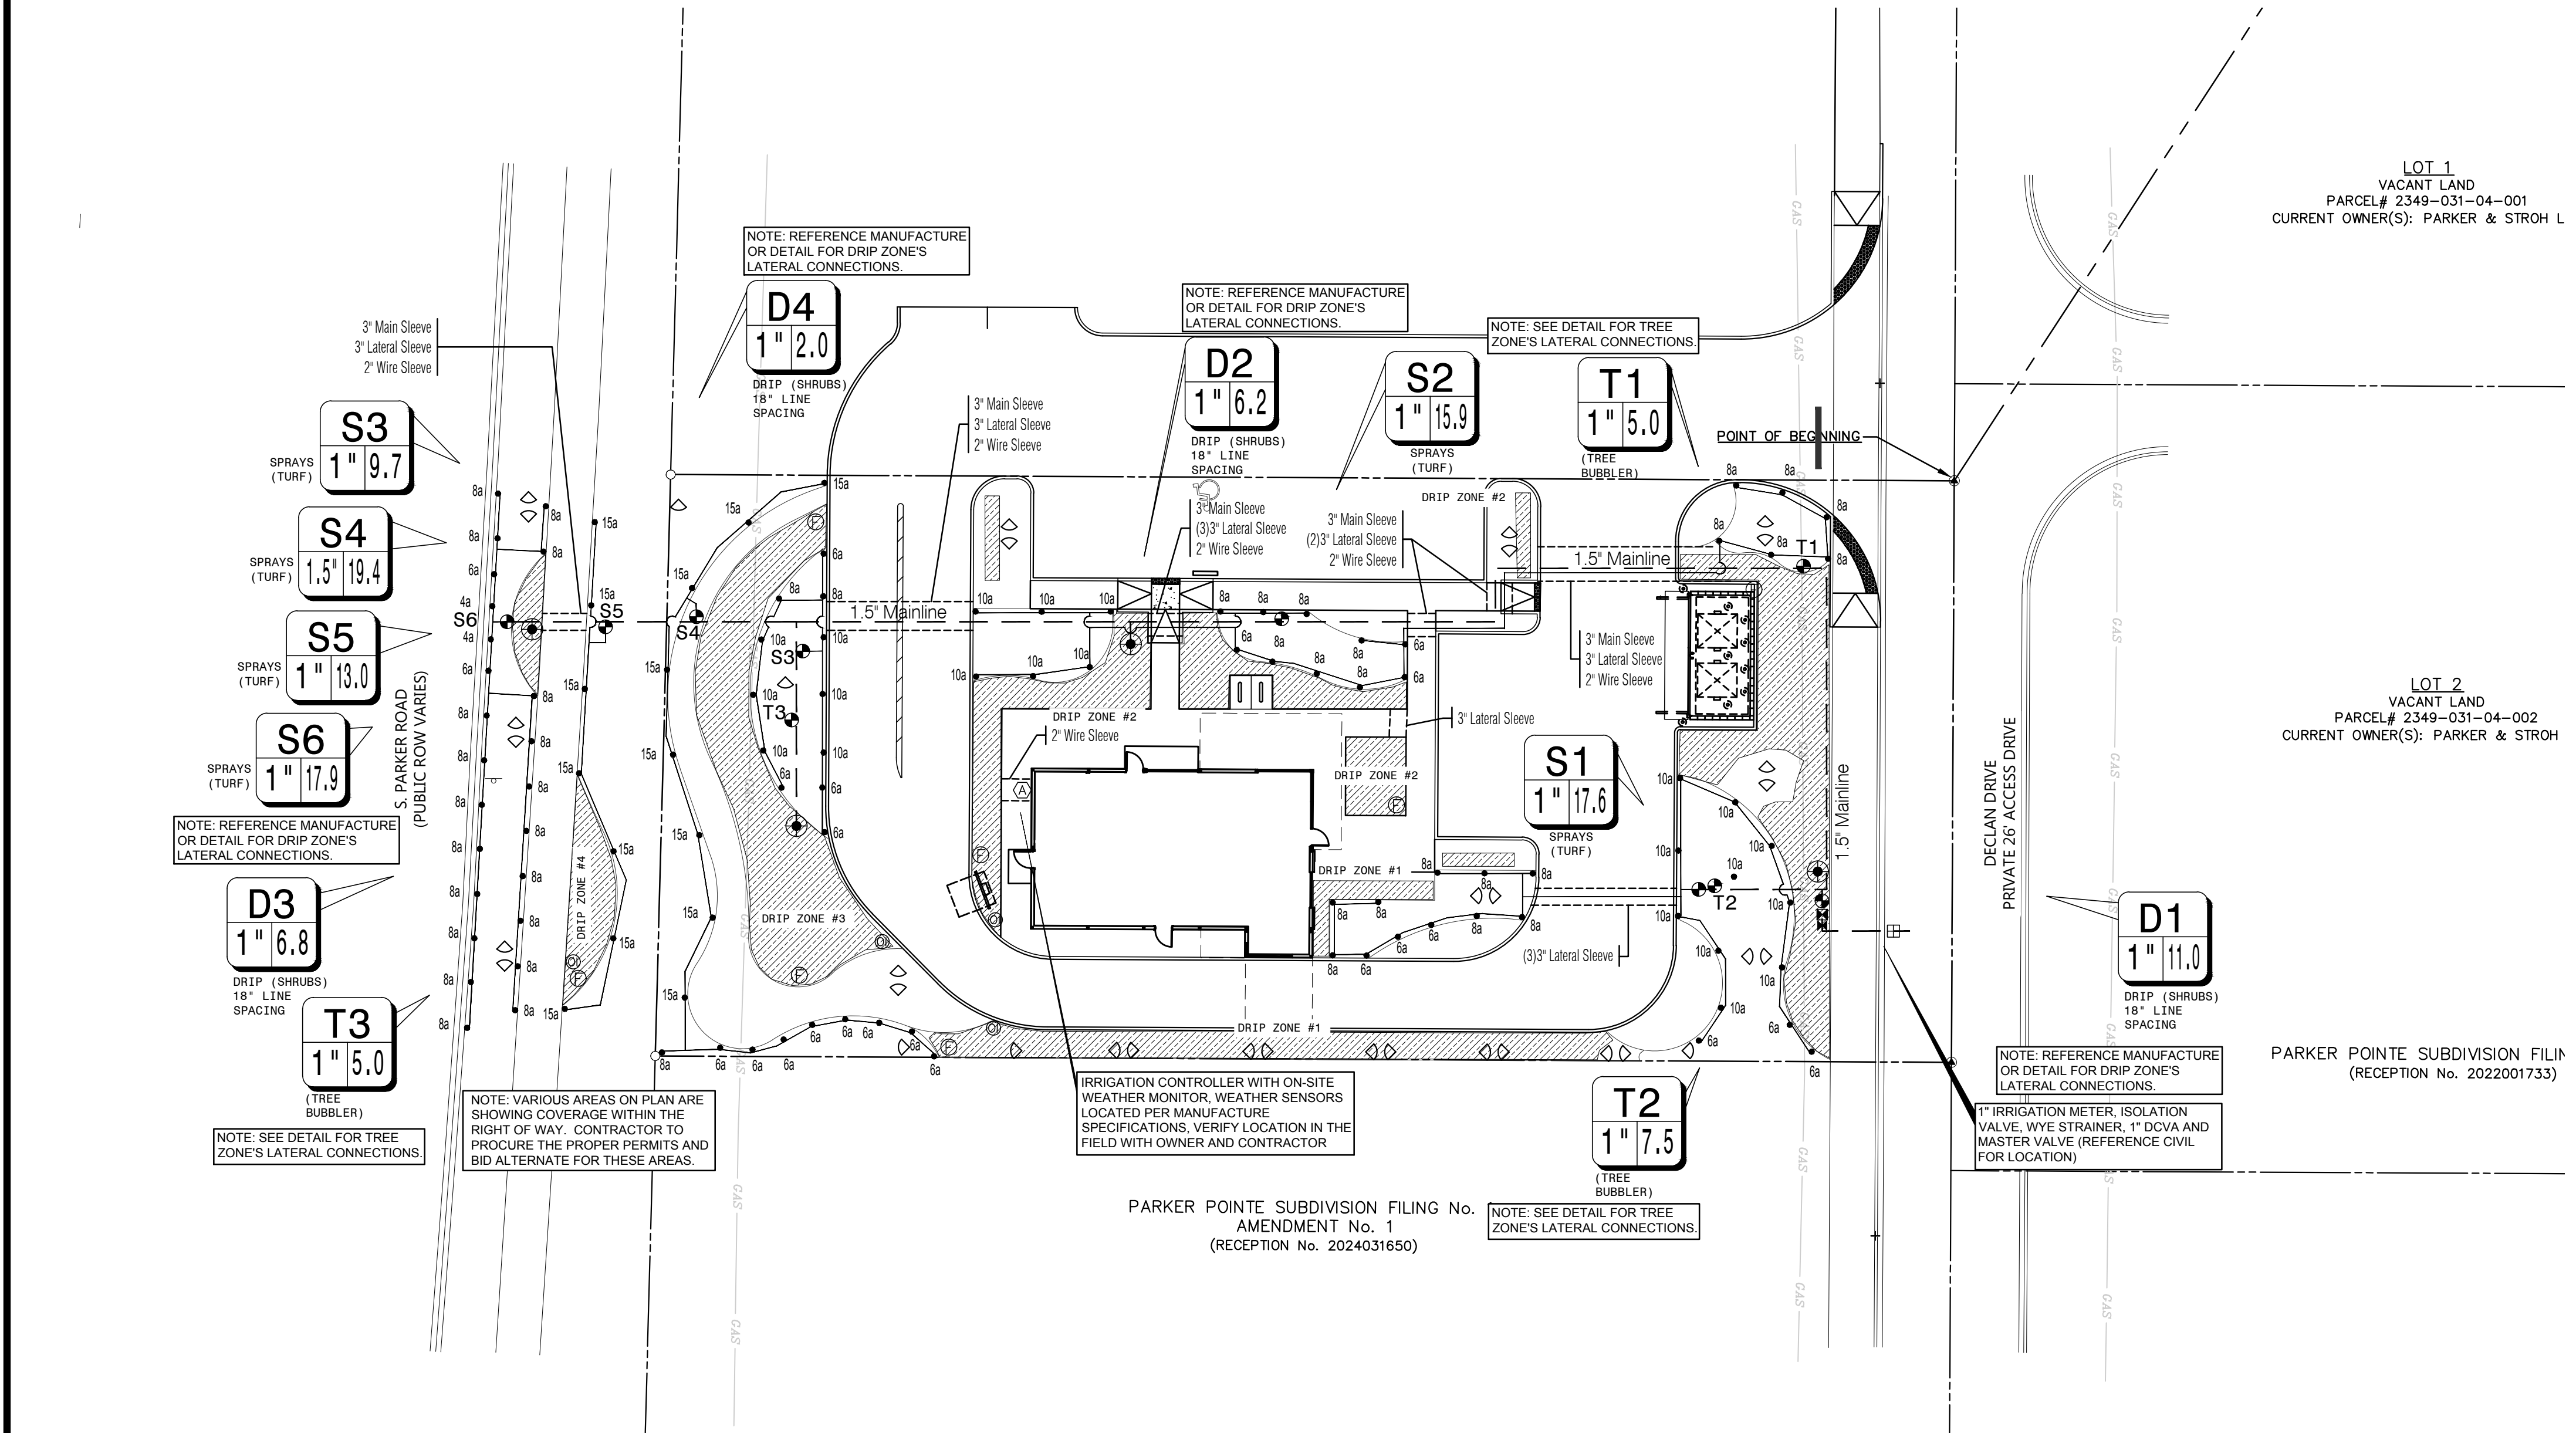 LOT 1
VACANT LAND
PARCEL# 2349-031-04-001
CURRENT OWNER(S): PARKER & STROH L
NOTE: REFERENCE MANUFACTURE
OR DETAIL FOR DRIP ZONE'S
LATERAL CONNECTIONS.
D4
1" 2.0
DRIP (SHRUBS)
18" LINE
SPACING
NOTE: REFERENCE MANUFACTURE
OR DETAIL FOR DRIP ZONE'S
LATERAL CONNECTIONS.
D2
1" 6.2
DRIP (SHRUBS)
18" LINE
SPACING
S2
1" 15.9
SPRAYS
(TURF)
NOTE: SEE DETAIL FOR TREE
ZONE'S LATERAL CONNECTIONS.
T1
1" 5.0
(TREE
BUBBLER)
POINT OF BEGINNING
3" Main Sleeve
3" Lateral Sleeve
2" Wire Sleeve
3" Main Sleeve
3" Lateral Sleeve
2" Wire Sleeve
3" Main Sleeve
(3)3" Lateral Sleeve
2" Wire Sleeve
3" Main Sleeve
(2)3" Lateral Sleeve
2" Wire Sleeve
DRIP ZONE #2
S3
1" 9.7
SPRAYS
(TURF)
S4
1.5" 19.4
SPRAYS
(TURF)
S5
1" 13.0
SPRAYS
(TURF)
S6
1" 17.9
SPRAYS
(TURF)
S. PARKER ROAD
(PUBLIC ROW VARIES)
S6
S5
S4
S3
T3
T1
1.5" Mainline
1.5" Mainline
3" Main Sleeve
3" Lateral Sleeve
2" Wire Sleeve
3" Lateral Sleeve
DRIP ZONE #2
2" Wire Sleeve
A
DRIP ZONE #2
S1
1" 17.6
SPRAYS
(TURF)
1.5" Mainline
DECLAN DRIVE
PRIVATE 26' ACCESS DRIVE
LOT 2
VACANT LAND
PARCEL# 2349-031-04-002
CURRENT OWNER(S): PARKER & STROH
NOTE: REFERENCE MANUFACTURE
OR DETAIL FOR DRIP ZONE'S
LATERAL CONNECTIONS.
D3
1" 6.8
DRIP (SHRUBS)
18" LINE
SPACING
DRIP ZONE #4
DRIP ZONE #3
DRIP ZONE #1
T2
(3)3" Lateral Sleeve
D1
1" 11.0
DRIP (SHRUBS)
18" LINE
SPACING
T3
1" 5.0
(TREE
BUBBLER)
NOTE: SEE DETAIL FOR TREE
ZONE'S LATERAL CONNECTIONS.
DRIP ZONE #1
NOTE: VARIOUS AREAS ON PLAN ARE
SHOWING COVERAGE WITHIN THE
RIGHT OF WAY. CONTRACTOR TO
PROCURE THE PROPER PERMITS AND
BID ALTERNATE FOR THESE AREAS.
IRRIGATION CONTROLLER WITH ON-SITE
WEATHER MONITOR, WEATHER SENSORS
LOCATED PER MANUFACTURE
SPECIFICATIONS, VERIFY LOCATION IN THE
FIELD WITH OWNER AND CONTRACTOR
T2
1" 7.5
(TREE
BUBBLER)
NOTE: SEE DETAIL FOR TREE
ZONE'S LATERAL CONNECTIONS.
NOTE: REFERENCE MANUFACTURE
OR DETAIL FOR DRIP ZONE'S
LATERAL CONNECTIONS.
1" IRRIGATION METER, ISOLATION
VALVE, WYE STRAINER, 1" DCVA AND
MASTER VALVE (REFERENCE CIVIL
FOR LOCATION)
PARKER POINTE SUBDIVISION FILIN
(RECEPTION No. 2022001733)
PARKER POINTE SUBDIVISION FILING No.
AMENDMENT No. 1
(RECEPTION No. 2024031650)